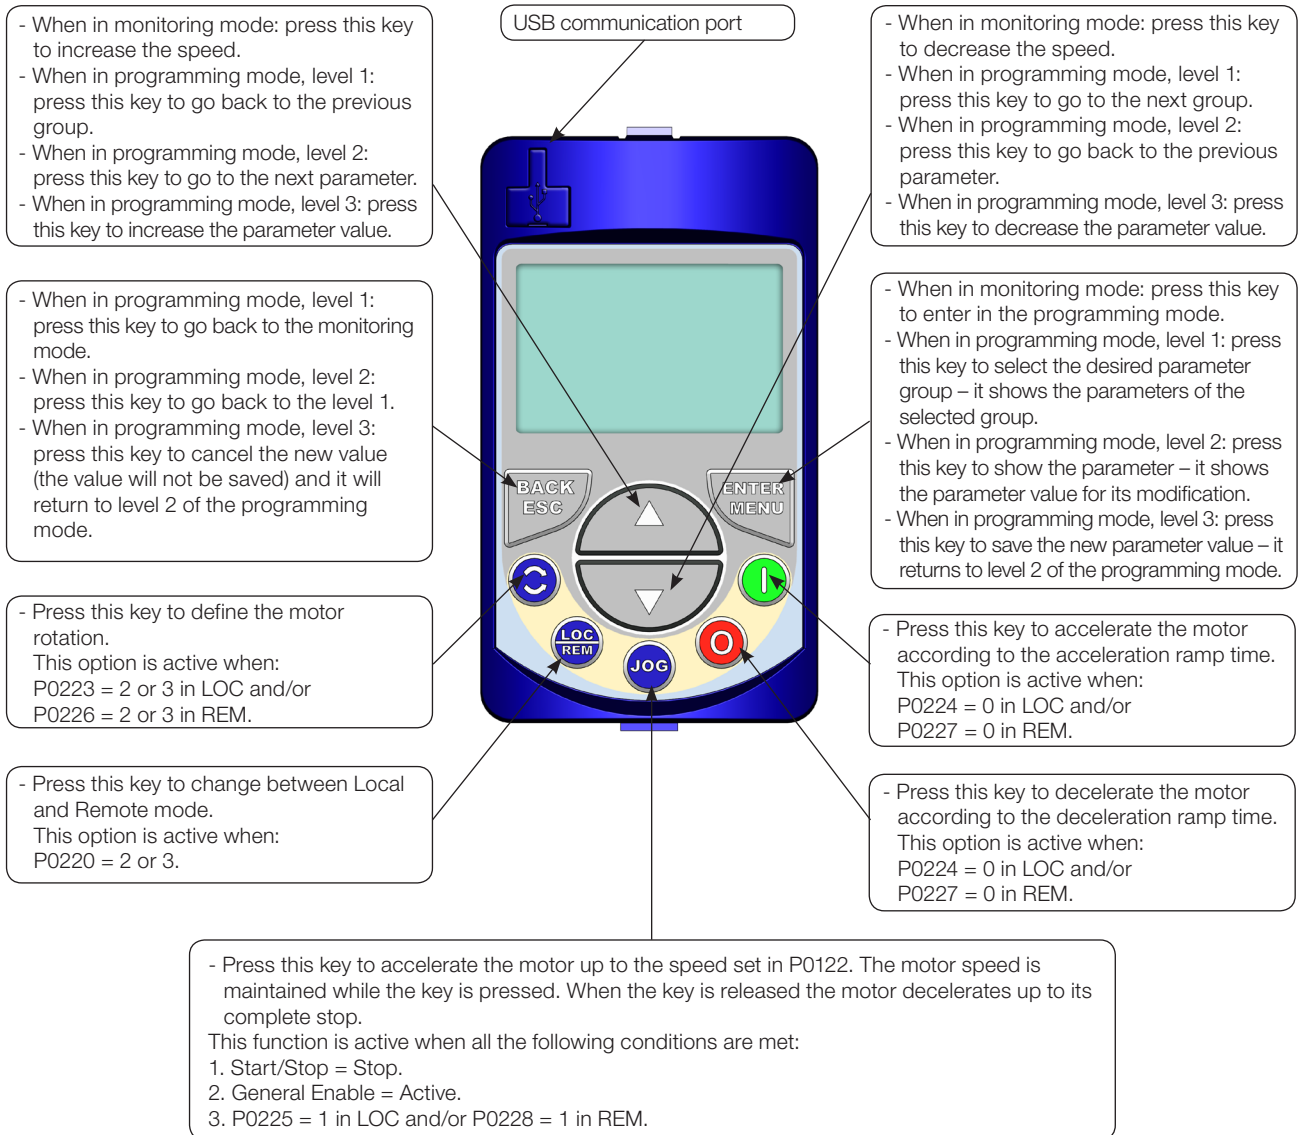 - When in monitoring mode: press this key
to increase the speed.
- When in programming mode, level 1:
press this key to go back to the previous
group.
- When in programming mode, level 2:
press this key to go to the next parameter.
- When in programming mode, level 3: press
this key to increase the parameter value.
USB communication port
- When in monitoring mode: press this key
to decrease the speed.
- When in programming mode, level 1:
press this key to go to the next group.
- When in programming mode, level 2:
press this key to go back to the previous
parameter.
- When in programming mode, level 3: press
this key to decrease the parameter value.
- When in programming mode, level 1:
press this key to go back to the monitoring
mode.
- When in programming mode, level 2:
press this key to go back to the level 1.
- When in programming mode, level 3:
press this key to cancel the new value
(the value will not be saved) and it will
return to level 2 of the programming
mode.
- When in monitoring mode: press this key
to enter in the programming mode.
- When in programming mode, level 1: press
this key to select the desired parameter
group – it shows the parameters of the
selected group.
- When in programming mode, level 2: press
this key to show the parameter – it shows
the parameter value for its modification.
- When in programming mode, level 3: press
this key to save the new parameter value – it
returns to level 2 of the programming mode.
BACK
ESC
ENTER
MENU
LOC
REM
JOG
- Press this key to define the motor
rotation.
This option is active when:
P0223 = 2 or 3 in LOC and/or
P0226 = 2 or 3 in REM.
- Press this key to accelerate the motor
according to the acceleration ramp time.
This option is active when:
P0224 = 0 in LOC and/or
P0227 = 0 in REM.
- Press this key to change between Local
and Remote mode.
This option is active when:
P0220 = 2 or 3.
- Press this key to decelerate the motor
according to the deceleration ramp time.
This option is active when:
P0224 = 0 in LOC and/or
P0227 = 0 in REM.
- Press this key to accelerate the motor up to the speed set in P0122. The motor speed is
maintained while the key is pressed. When the key is released the motor decelerates up to its
complete stop.
This function is active when all the following conditions are met:
1. Start/Stop = Stop.
2. General Enable = Active.
3. P0225 = 1 in LOC and/or P0228 = 1 in REM.